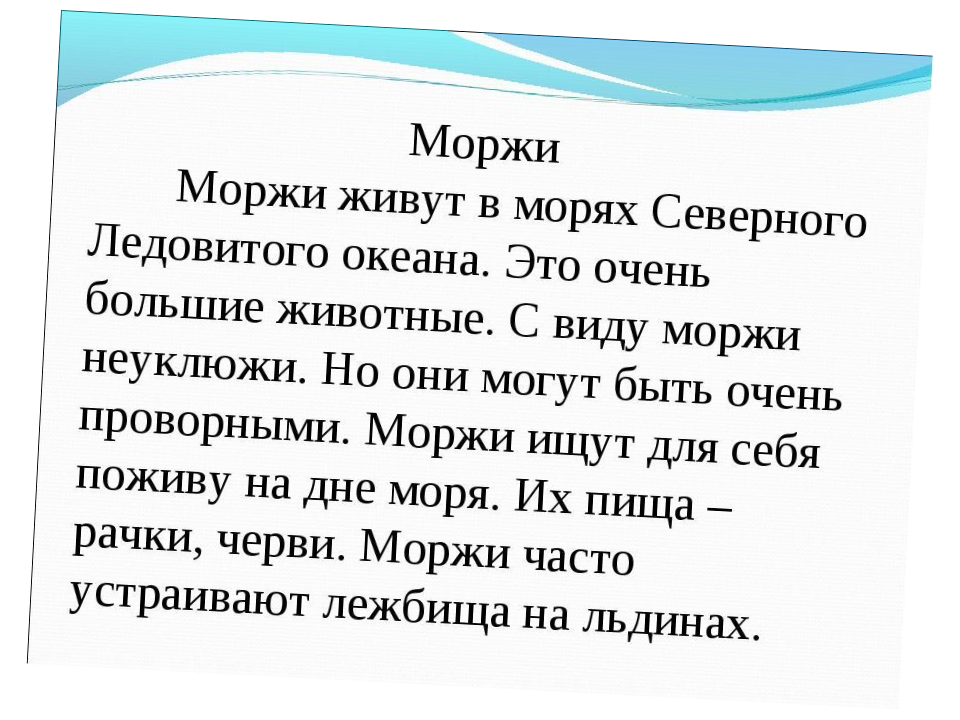 Моржи
Моржи живут в морях Северного
Ледовитого океана. Это очень
большие животные. С виду моржи
неуклюжи. Но они могут быть очень
проворными. Моржи ищут для себя
поживу на дне моря. Их пища –
рачки, черви. Моржи часто
устраивают лежбища на льдинах.